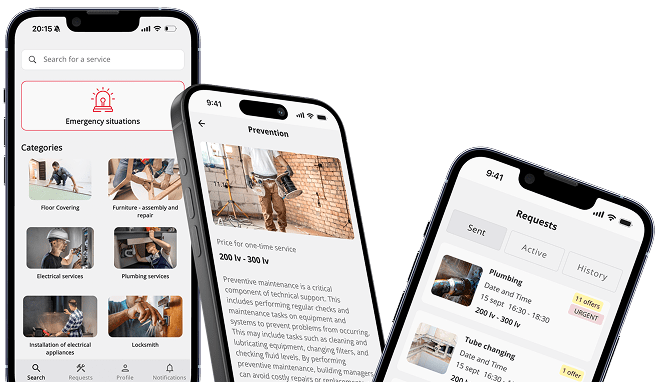 20:15
Search for a service
Emergency situations
Categories
Floor Covering
Furniture - assembly and
repair
Electrical services
Plumbing services
Installation of electrical
appliances
Locksmith
Search
Requests
Profile
Notifications
9:41
Prevention
Price for one-time service
200 lv - 300 lv
Preventive maintenance is a critical
component of technical support. This
includes performing regular checks and
maintenance tasks on equipment and
systems to prevent problems from occurring.
This may include tasks such as cleaning and
lubricating equipment, changing filters, and
checking fluid levels. By performing
preventive maintenance, building managers
can avoid costly repairs or replacements
9:41
Requests
Sent
Active
History
Plumbing
Date and Time
15 sept 16:30 - 18:30
200 lv - 300 lv
11 offers
URGENT
Tube changing
Date and Time
15 sept 16:30
200 lv
1 offer